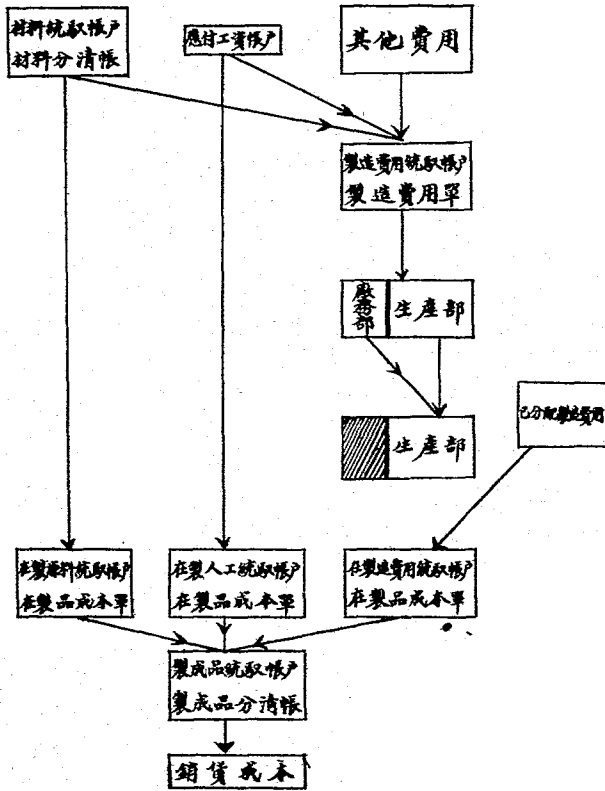 材料統馭帳户
材料分清帳
應付工資帳户
其他費用
製造費用統馭帳户
製造費用單
廠務部
生產部
生產部
已分配製造費用
在製原料統馭帳户
在製品成本單
在製人工統馭帳户
在製品成本單
在製造費用統馭帳户
在製品成本單
製成品統馭帳户
製成品分清帳
銷貨成本